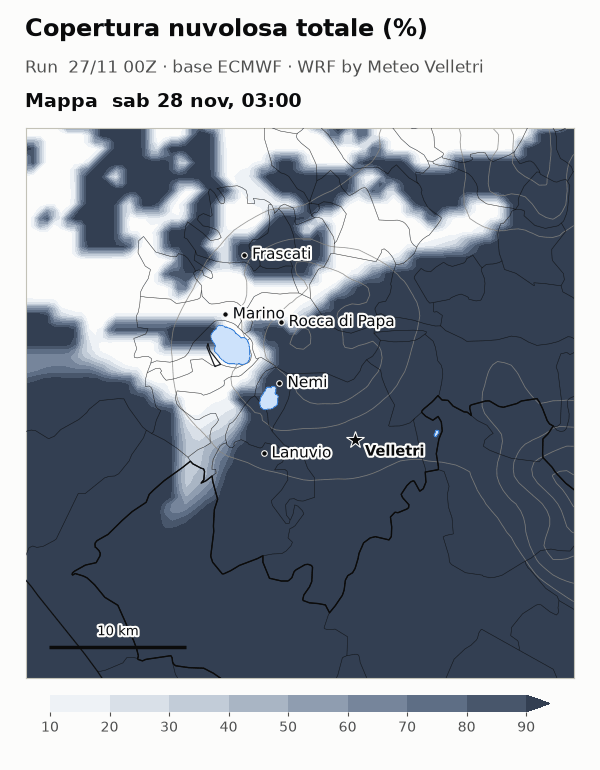 Copertura nuvolosa totale (%)
Run  27/11 00Z · base ECMWF · WRF by Meteo Velletri
Mappa  sab 28 nov, 03:00
Frascati
Marino
Rocca di Papa
Nemi
Velletri
Lanuvio
10 km
10 20 30 40 50 60 70 80 90